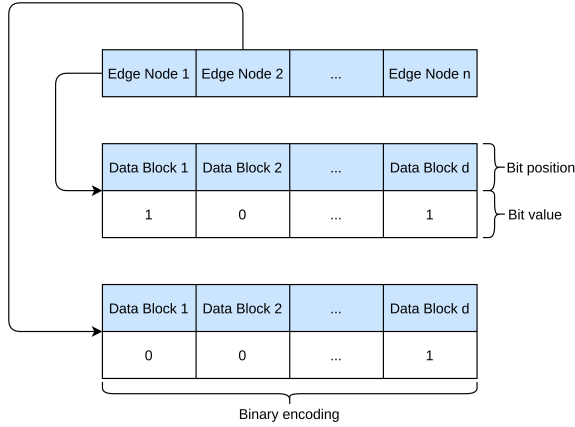 Edge Node 1 Edge Node 2 ... Edge Node n
Data Block 1 Data Block 2 ... Data Block d
Bit position
1 0 ... 1
Bit value
Data Block 1 Data Block 2 ... Data Block d
0 0 ... 1
Binary encoding